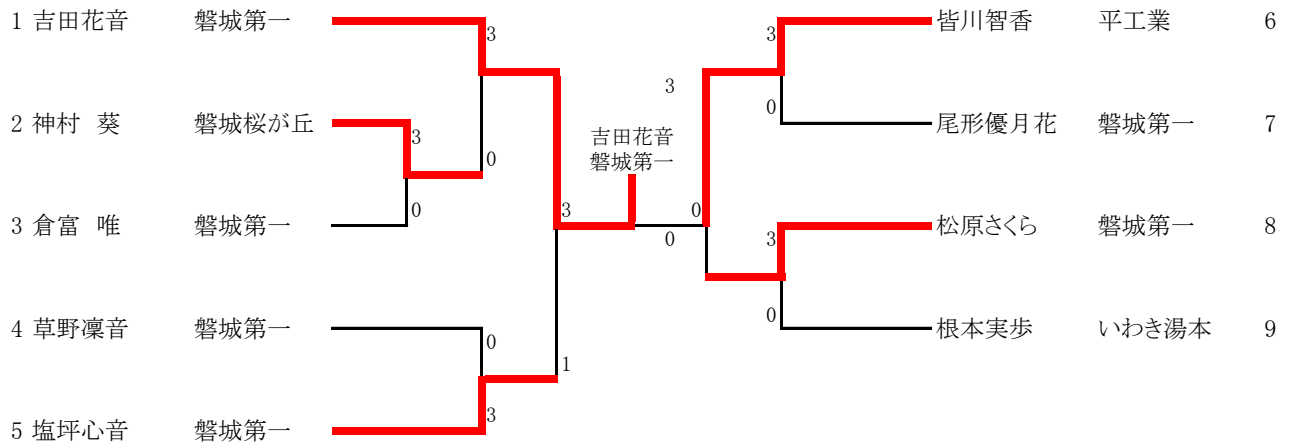 1 吉田花音 磐城第一
3
皆川智香 平工業 6
3
3
0
2 神村 葵 磐城桜が丘
3
尾形優月花 磐城第一 7
吉田花音
磐城第一
0
3 倉富 唯 磐城第一
0
3
0
0
松原さくら 磐城第一 8
3
4 草野凜音 磐城第一
0
1
0
根本実歩 いわき湯本 9
5 塩坪心音 磐城第一
3